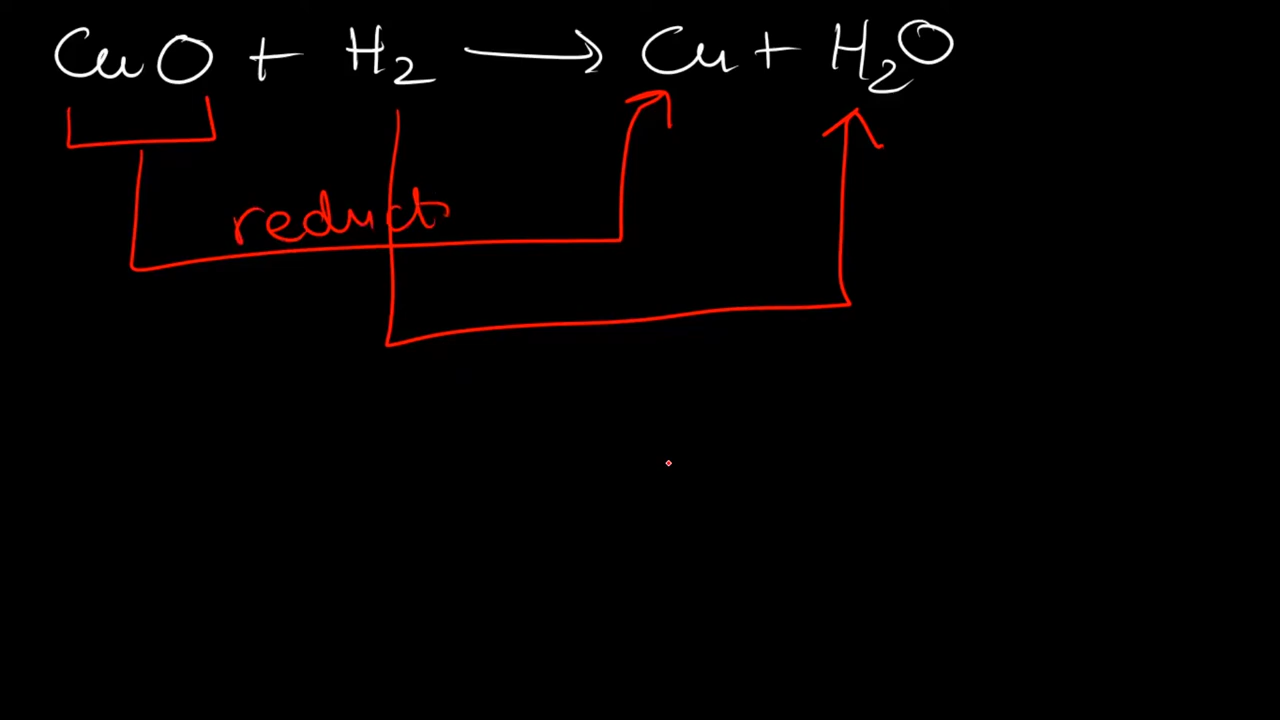 CuO + H₂ → Cu + H₂O
reduct